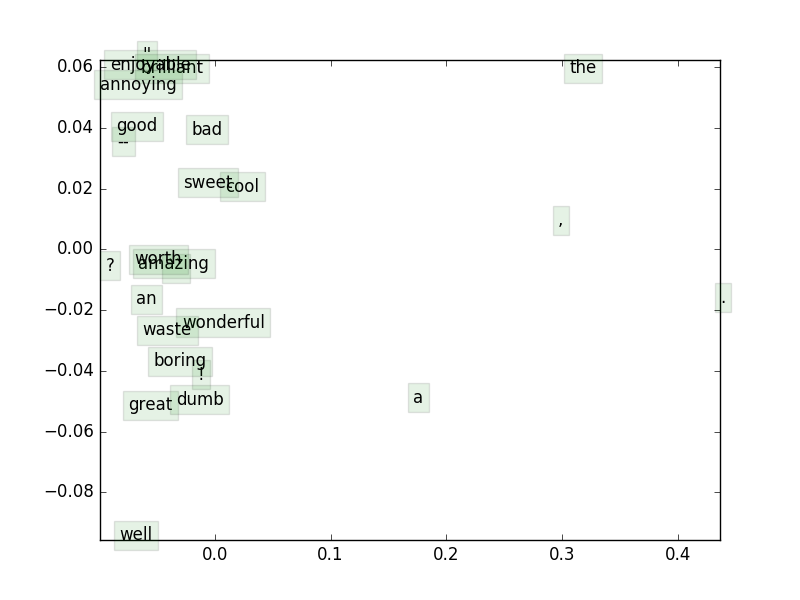 "
enjoyable
brilliant
0.06
the
annoying
good
bad
0.04
--
sweet
cool
0.02
,
0.00
worth
amazing
?
an
.
−0.02
wonderful
waste
boring
!
−0.04
a
dumb
great
−0.06
−0.08
well
0.0 0.1 0.2 0.3 0.4